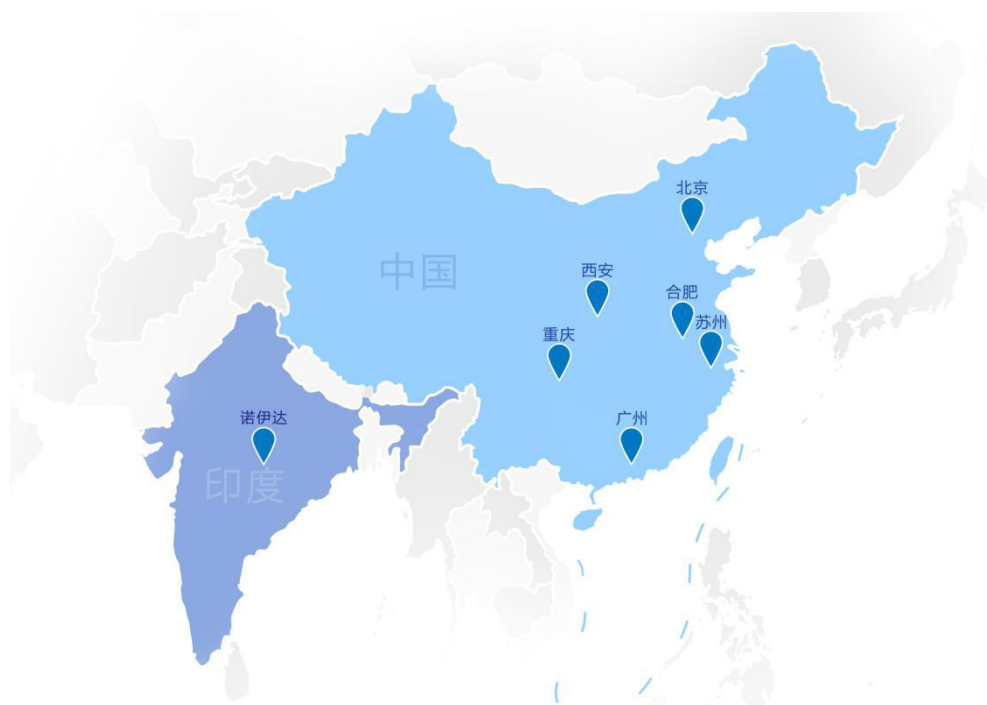 北京
西安
中国
合肥
苏州
重庆
诺伊达
广州
印度